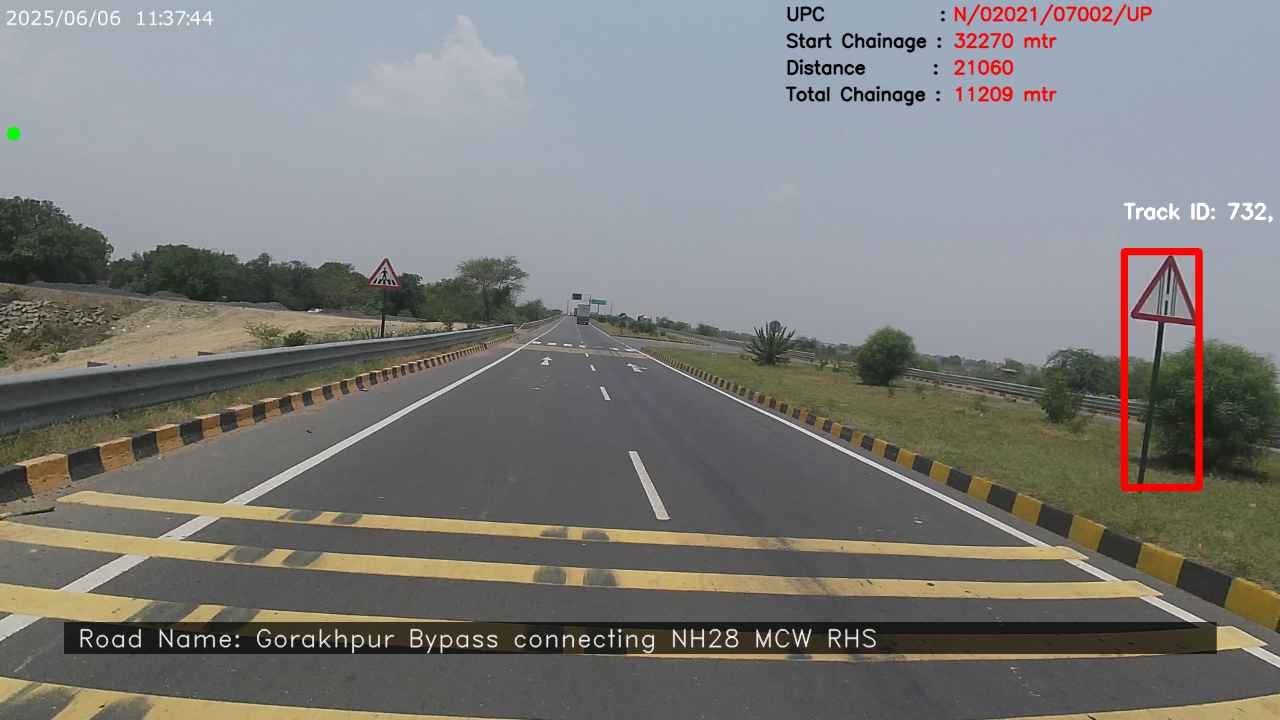 2025/06/06 11:37:44
UPC : N/02021/07002/UP
Start Chainage : 32270 mtr
Distance : 21060
Total Chainage : 11209 mtr
Track ID: 732,
Road Name: Gorakhpur Bypass connecting NH28 MCW RHS